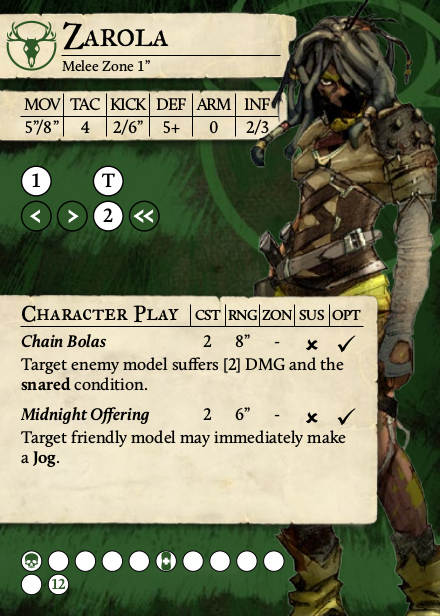 Zarola
Melee Zone 1”
MOV TAC KICK DEF ARM INF
5”/8” 4 2/6” 5+ 0 2/3
1 T
< > 2 <<
Character Play CST RNG ZON SUS OPT
Chain Bolas 2 8” - ✗ ✓
Target enemy model suffers [2] DMG and the
snared condition.
Midnight Offering 2 6” - ✗ ✓
Target friendly model may immediately make
a Jog.
12